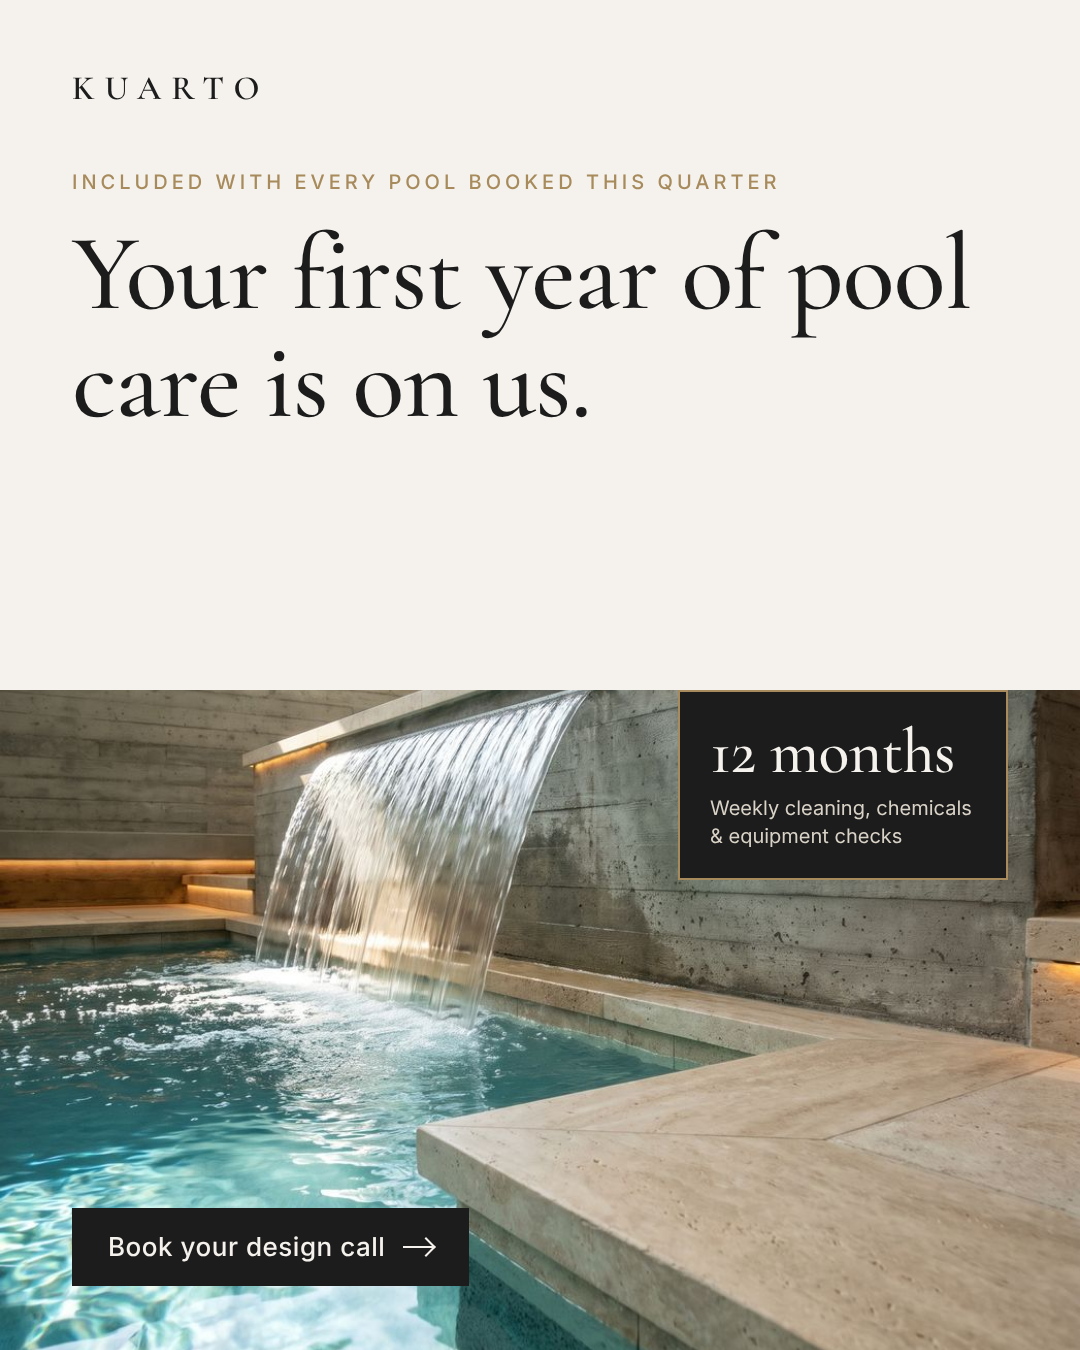 KUARTO
INCLUDED WITH EVERY POOL BOOKED THIS QUARTER
Your first year of pool
care is on us.
12 months
Weekly cleaning, chemicals
& equipment checks
Book your design call →